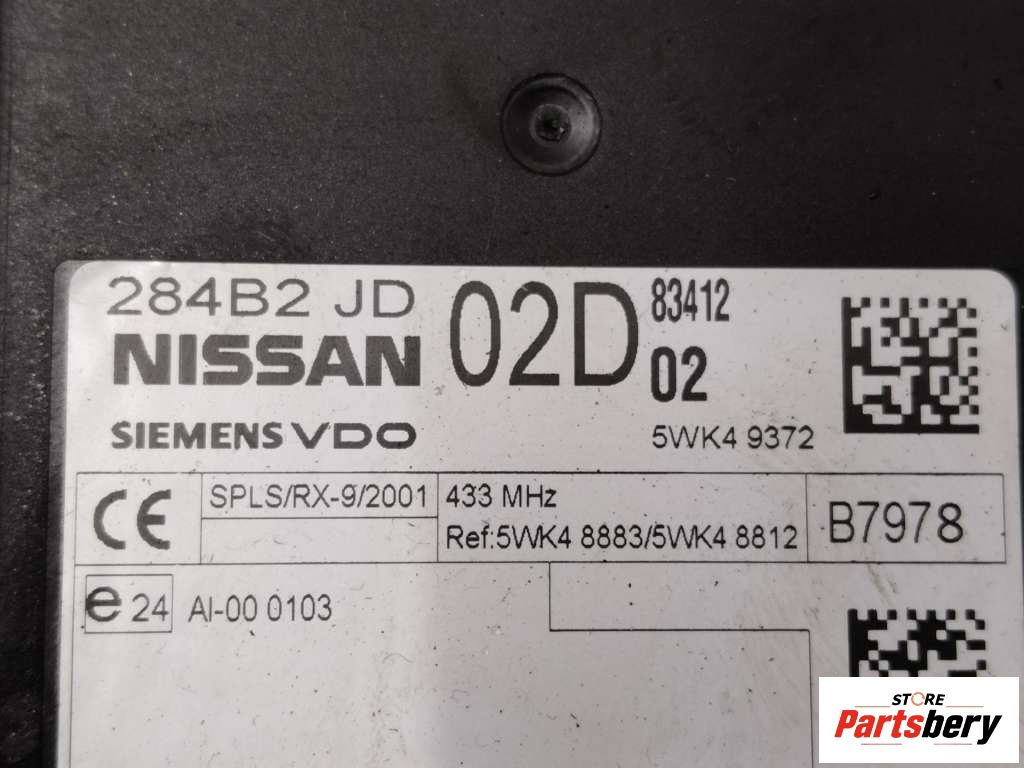 284B2 JD 02D 83412
NISSAN 02
SIEMENS VDO 5WK4 9372
CE SPLS/RX-9/2001 433 MHz B7978
Ref:5WK4 8883/5WK4 8812
e 24 AI-00 0103
STORE
Partsbery